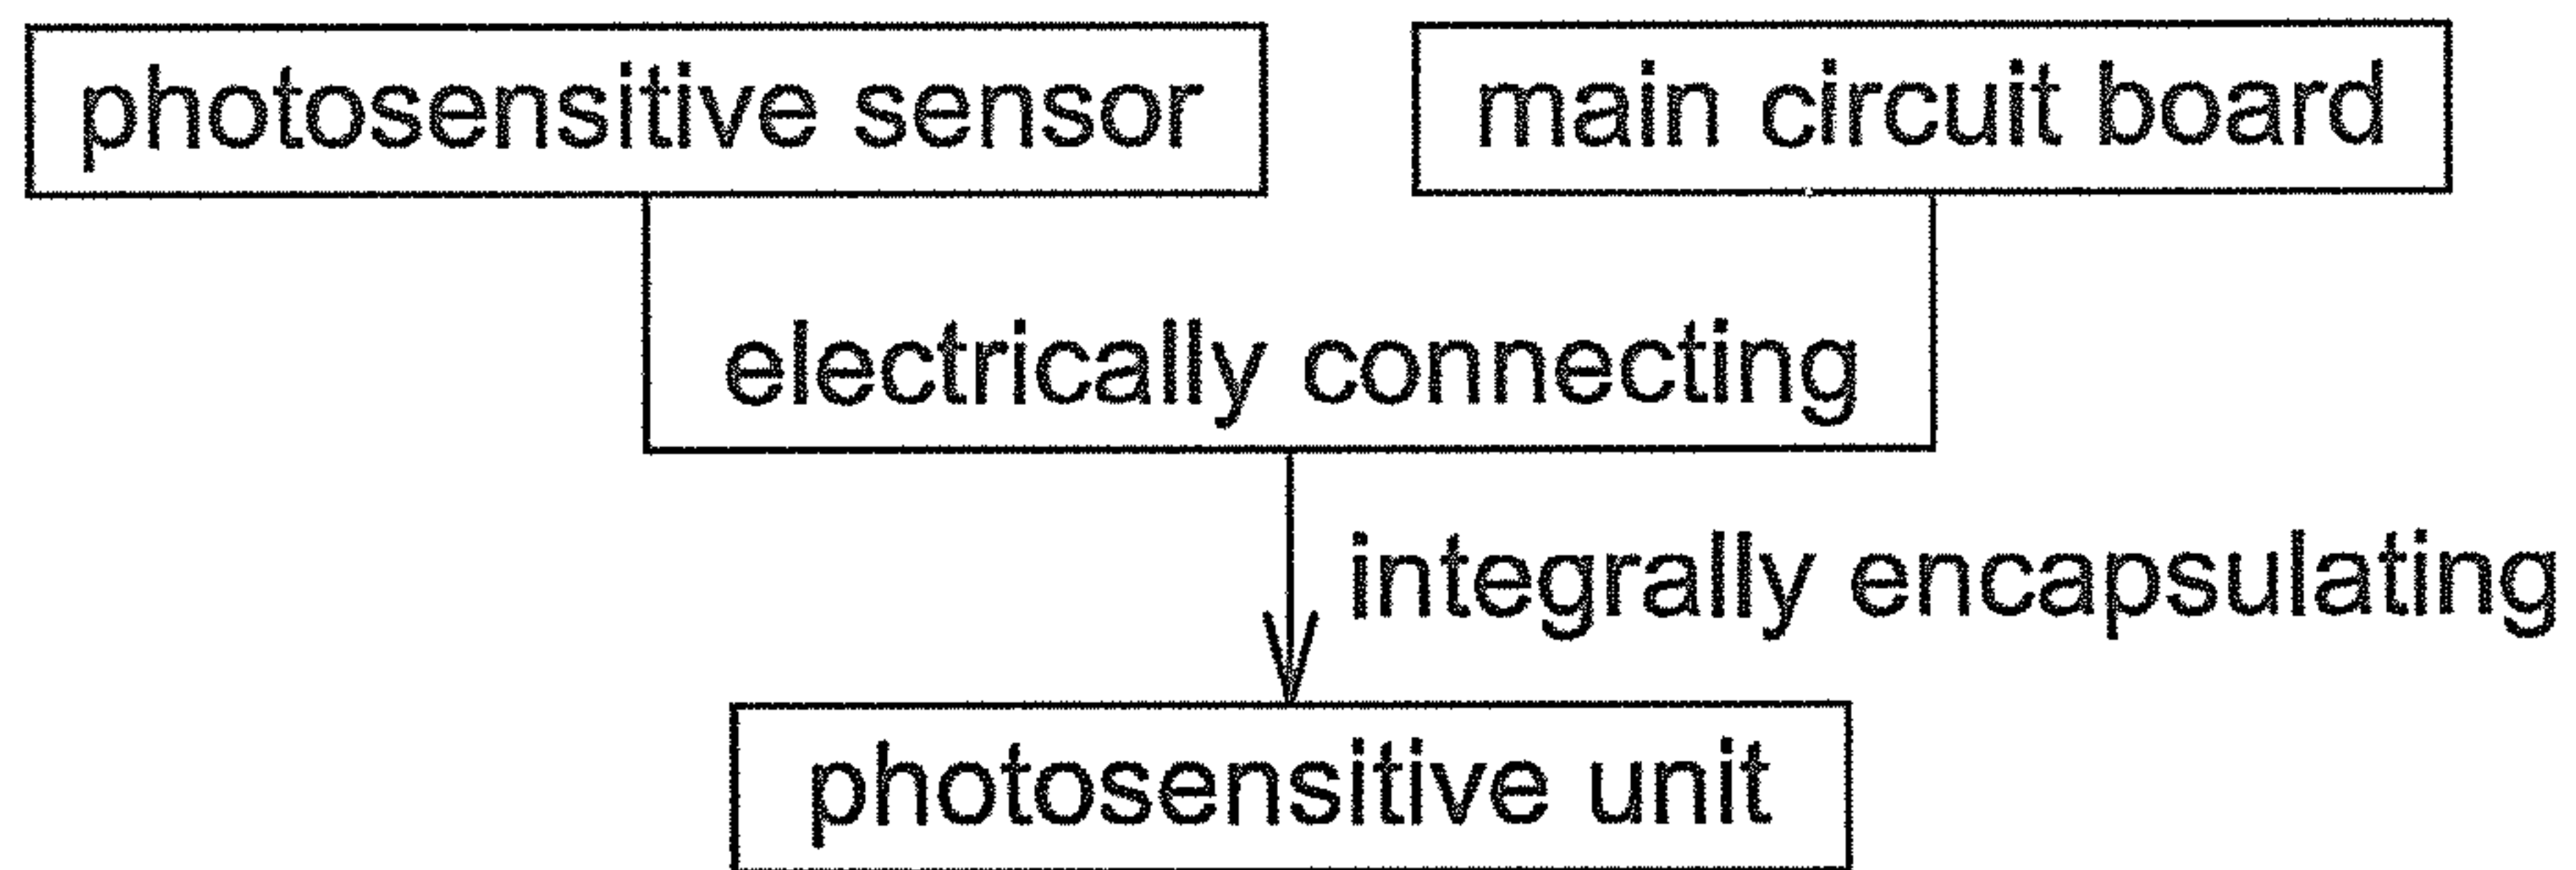 photosensitive sensor
main circuit board
electrically connecting
integrally encapsulating
photosensitive unit